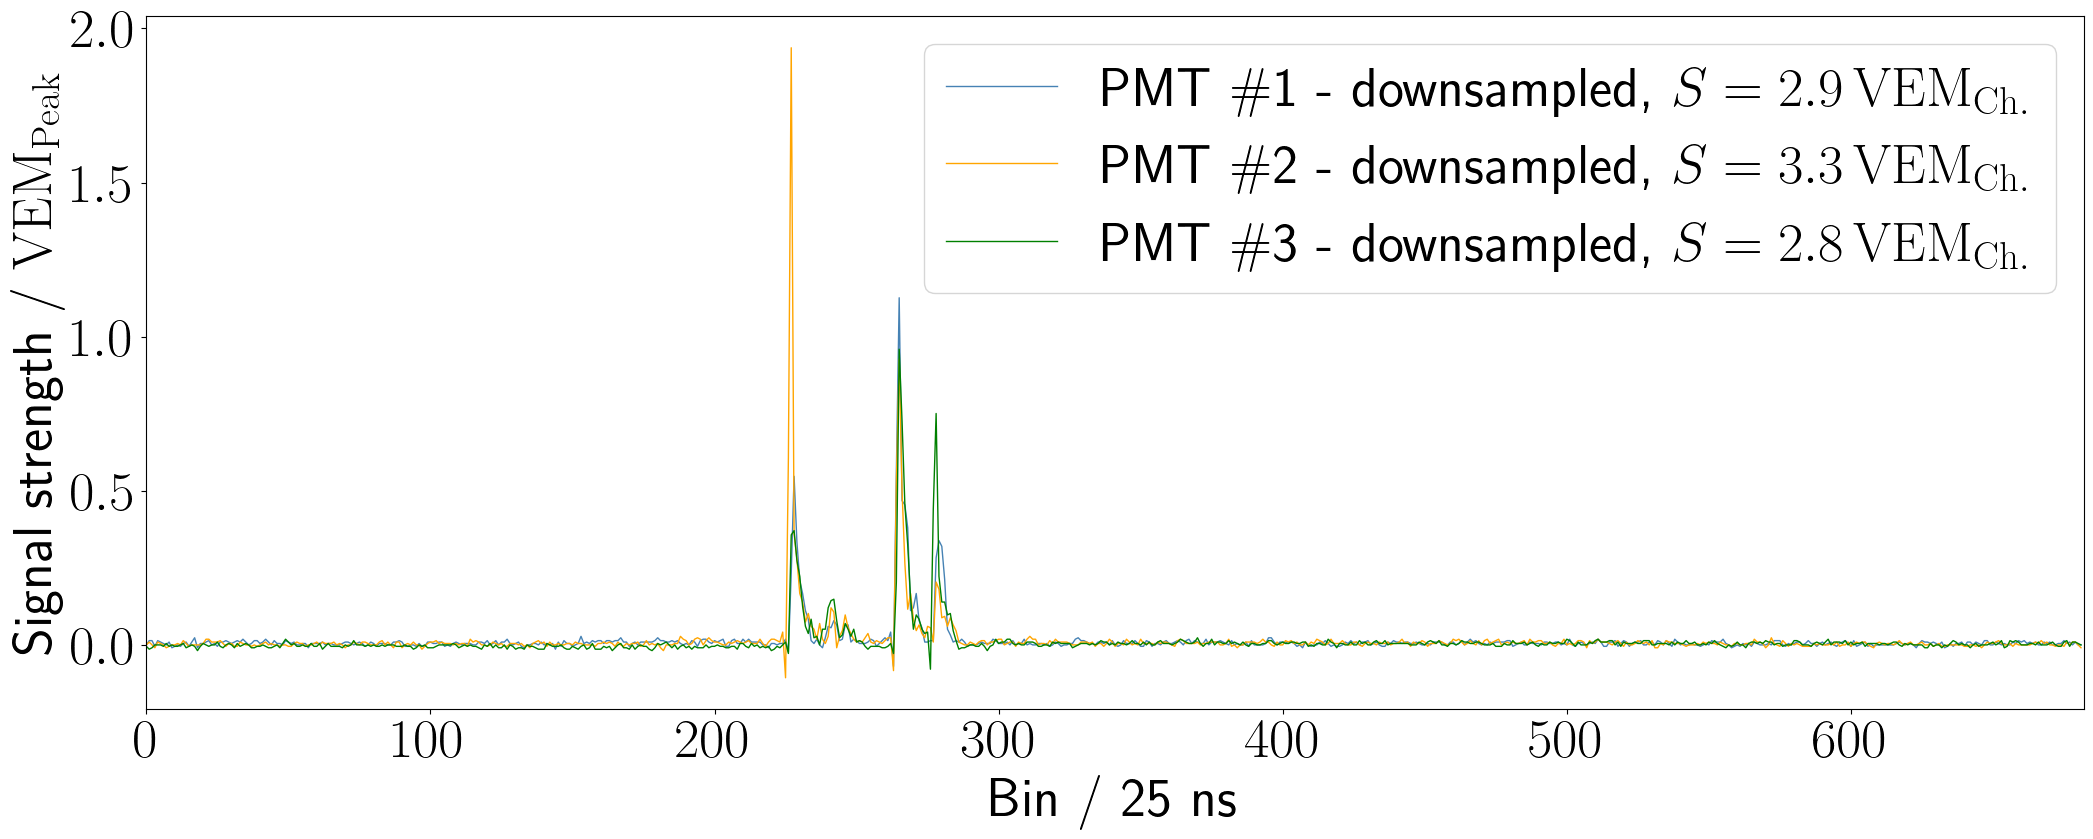 Signal strength / VEM_Peak
2.0
1.5
1.0
0.5
0.0
PMT #1 - downsampled, S = 2.9 VEM_Ch.
PMT #2 - downsampled, S = 3.3 VEM_Ch.
PMT #3 - downsampled, S = 2.8 VEM_Ch.
0 100 200 300 400 500 600
Bin / 25 ns